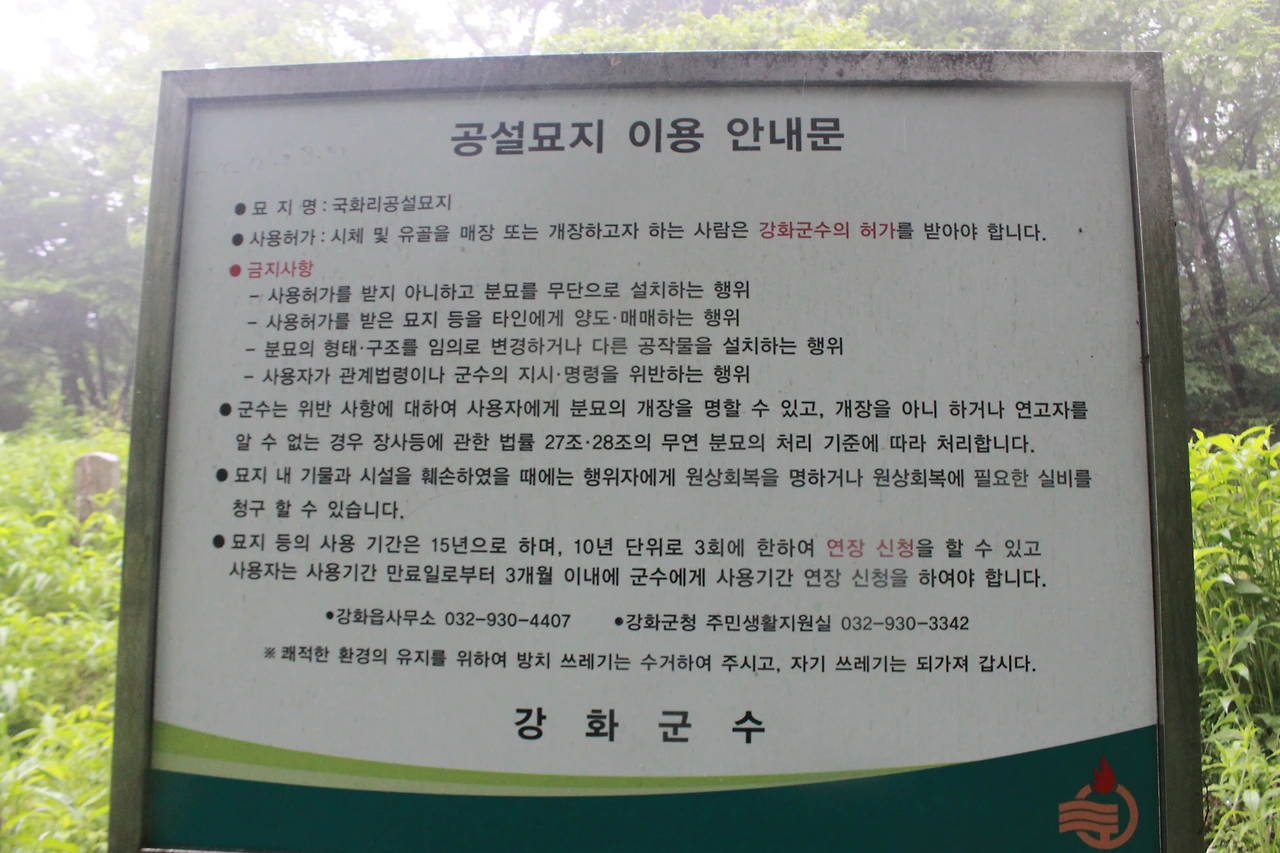 공설묘지 이용 안내문
● 묘 지 명 : 국화리공설묘지
● 사용허가 : 시체 및 유골을 매장 또는 개장하고자 하는 사람은 강화군수의 허가를 받아야 합니다.
● 금지사항
- 사용허가를 받지 아니하고 분묘를 무단으로 설치하는 행위
- 사용허가를 받은 묘지 등을 타인에게 양도·매매하는 행위
- 분묘의 형태·구조를 임의로 변경하거나 다른 공작물을 설치하는 행위
- 사용자가 관계법령이나 군수의 지시·명령을 위반하는 행위
● 군수는 위반 사항에 대하여 사용자에게 분묘의 개장을 명할 수 있고, 개장을 아니 하거나 연고자를
알 수 없는 경우 장사등에 관한 법률 27조·28조의 무연 분묘의 처리 기준에 따라 처리합니다.
● 묘지 내 기물과 시설을 훼손하였을 때에는 행위자에게 원상회복을 명하거나 원상회복에 필요한 실비를
청구 할 수 있습니다.
● 묘지 등의 사용 기간은 15년으로 하며, 10년 단위로 3회에 한하여 연장 신청을 할 수 있고
사용자는 사용기간 만료일로부터 3개월 이내에 군수에게 사용기간 연장 신청을 하여야 합니다.
●강화읍사무소 032-930-4407 ●강화군청 주민생활지원실 032-930-3342
※ 쾌적한 환경의 유지를 위하여 방치 쓰레기는 수거하여 주시고, 자기 쓰레기는 되가져 갑시다.
강 화 군 수